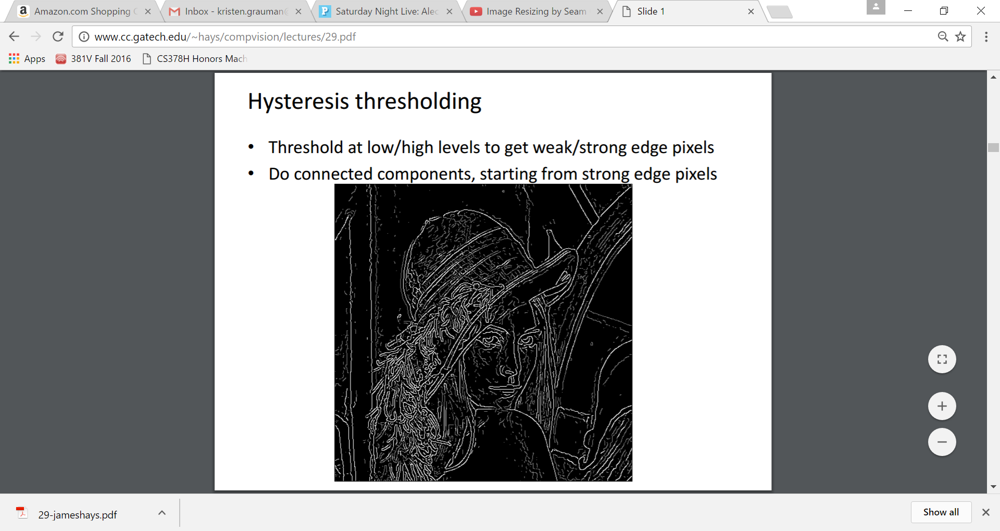 Amazon.com Shopping
Inbox - kristen.grauman
Saturday Night Live: Alec
Image Resizing by Seam
Slide 1
www.cc.gatech.edu/~hays/compvision/lectures/29.pdf
Apps
381V Fall 2016
CS378H Honors Mach
Hysteresis thresholding
• Threshold at low/high levels to get weak/strong edge pixels
• Do connected components, starting from strong edge pixels
29-jameshays.pdf
Show all